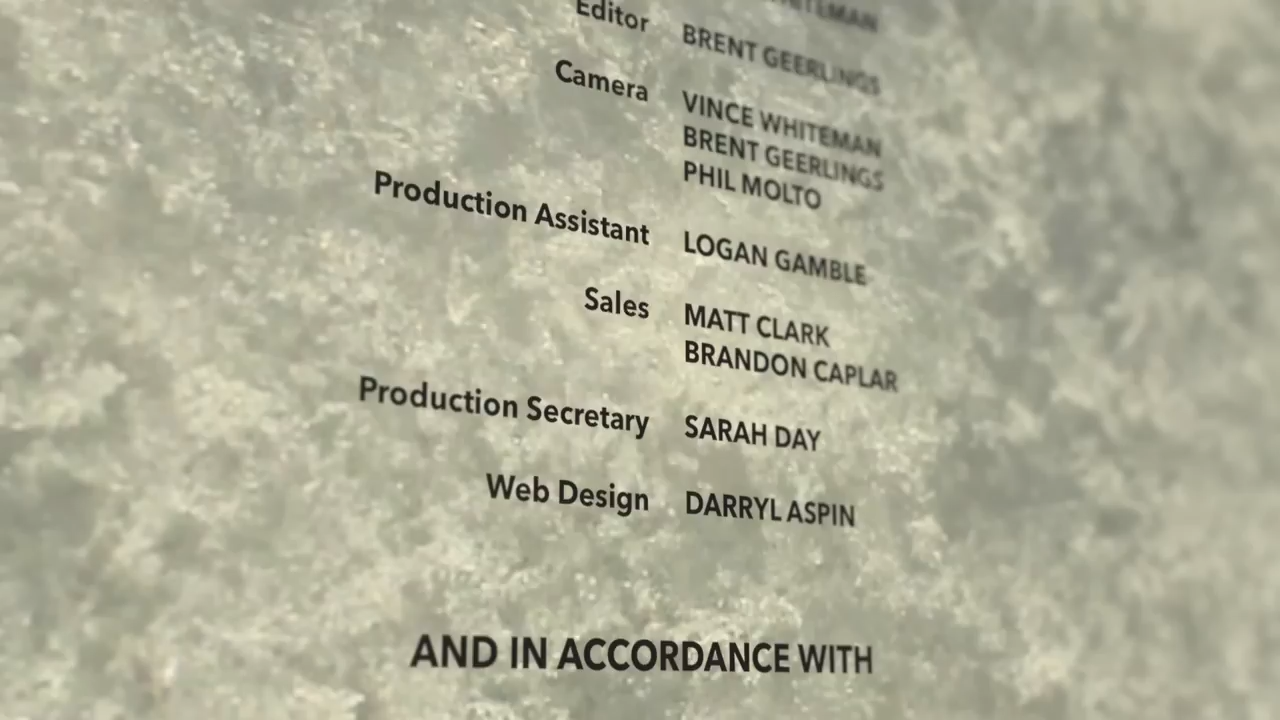 WHITEMAN
Editor BRENT GEERLINGS
Camera VINCE WHITEMAN
BRENT GEERLINGS
PHIL MOLTO
Production Assistant LOGAN GAMBLE
Sales MATT CLARK
BRANDON CAPLAR
Production Secretary SARAH DAY
Web Design DARRYL ASPIN
AND IN ACCORDANCE WITH